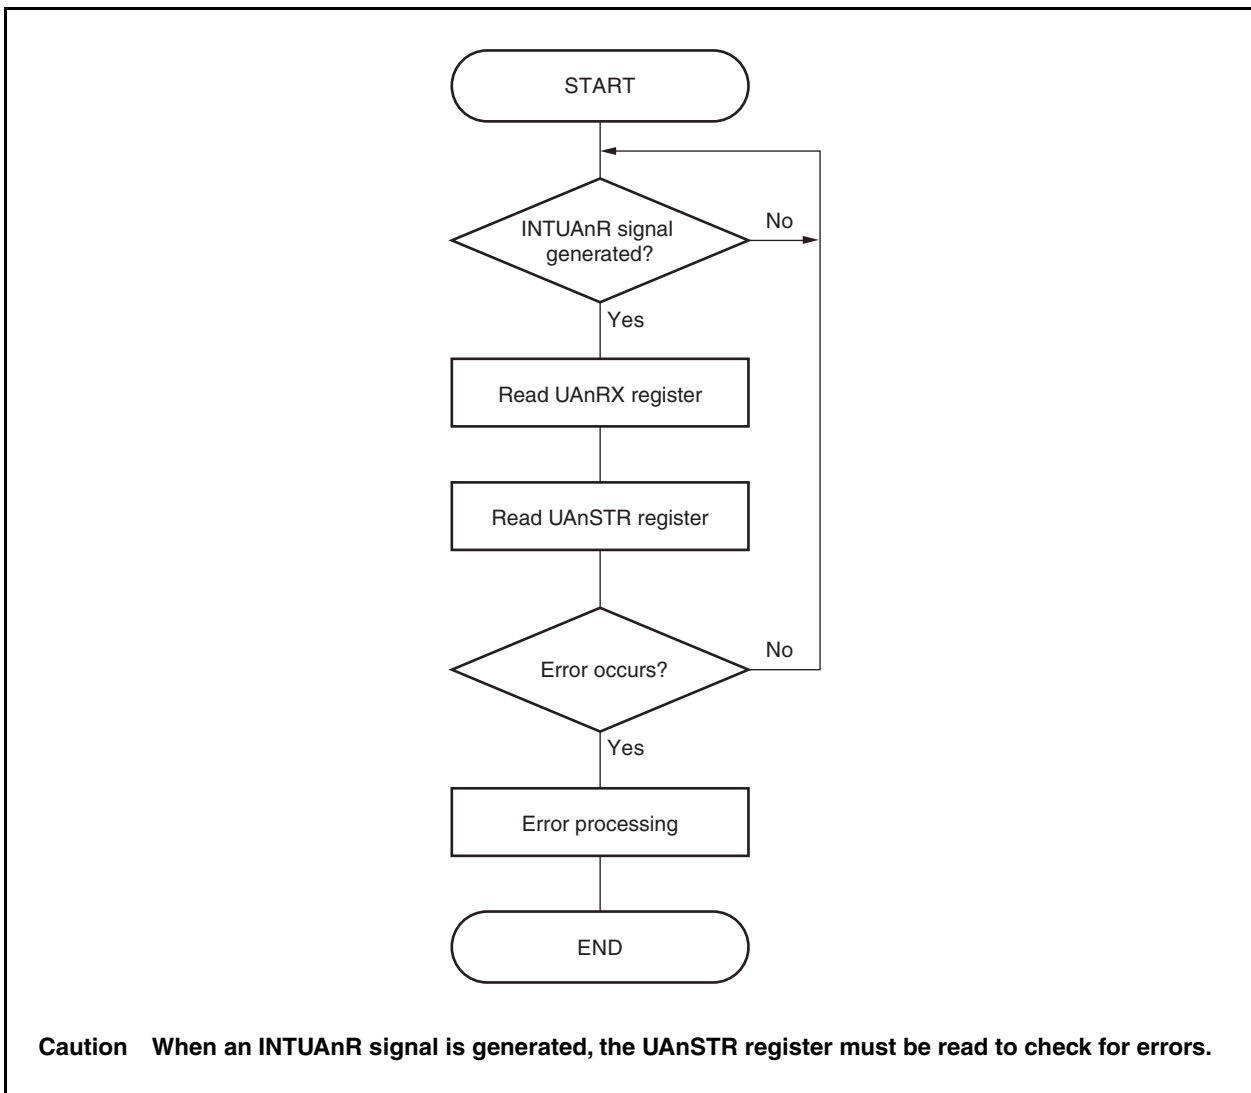 START
INTUAnR signal
generated?
No
Yes
Read UAnRX register
Read UAnSTR register
Error occurs?
No
Yes
Error processing
END
Caution When an INTUAnR signal is generated, the UAnSTR register must be read to check for errors.